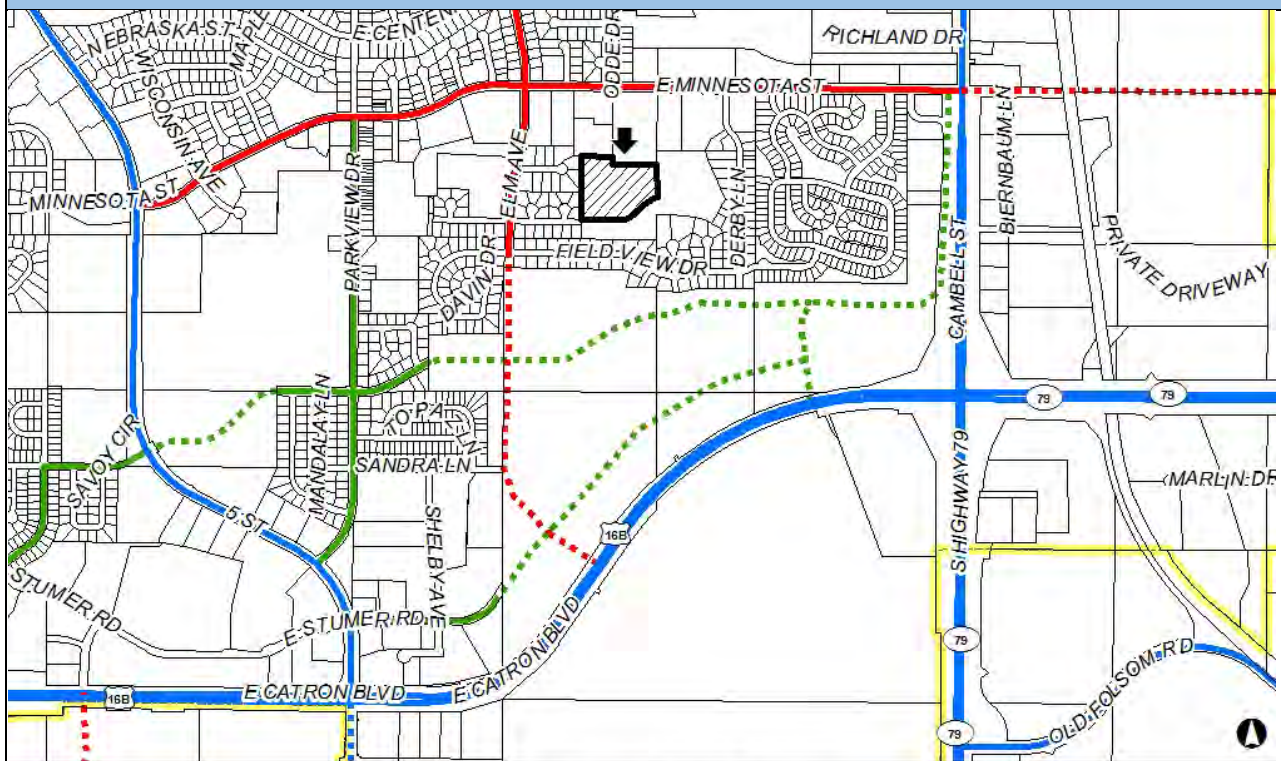 NEBRASKA ST
MAPLE
E CENTEN
ODDE DR
RICHLAND DR
WISCONSIN AVE
E MINNESOTA ST
MINNESOTA ST
PARKVIEW DR
ELM AVE
DERBY LN
BIERNBAUM LN
CAMBELL ST
PRIVATE DRIVEWAY
FIELD VIEW DR
DAVIN DR
79
79
SAVOY CIR
MANDALAY LN
TOPAZ LN
SANDRA LN
SHELBY AVE
S HIGHWAY 79
MARLIN DR
5 ST
16B
STUMER RD
E STUMER RD
E CATRON BLVD
E CATRON BLVD
16B
79
OLD FOLSOM RD
79